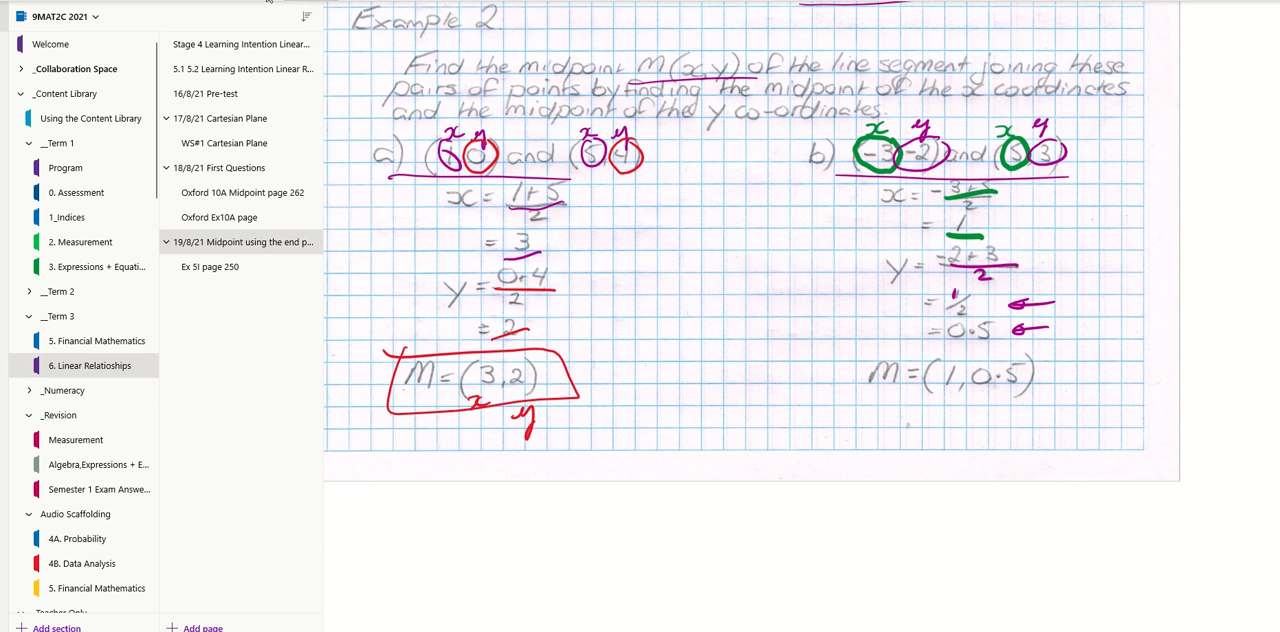 9MAT2C 2021
Welcome
_Collaboration Space
_Content Library
Using the Content Library
__Term 1
Program
0. Assessment
1_Indices
2. Measurement
3. Expressions + Equati...
__Term 2
__Term 3
5. Financial Mathematics
6. Linear Relatioships
_Numeracy
_Revision
Measurement
Algebra,Expressions + E...
Semester 1 Exam Answe...
Audio Scaffolding
4A. Probability
4B. Data Analysis
5. Financial Mathematics
Teacher Only
Add section
Stage 4 Learning Intention Linear...
5.1 5.2 Learning Intention Linear R...
16/8/21 Pre-test
17/8/21 Cartesian Plane
WS#1 Cartesian Plane
18/8/21 First Questions
Oxford 10A Midpoint page 262
Oxford Ex10A page
19/8/21 Midpoint using the end p...
Ex 5I page 250
Add page
Example 2
Find the midpoint M(x,y) of the line segment joining these
pairs of points by finding the midpoint of the x coordinates
and the midpoint of the y co-ordinates.
x y x y
a) (1, 0) and (5, 4)
x = 1+5
2
= 3
y = 0+4
2
= 2
M=(3,2)
x y
x y x y
b) (-3,-2) and (5, 3)
x = -3+5
2
= 1
y = -2+3
2
= 1/2
=0.5
M=(1,0.5)